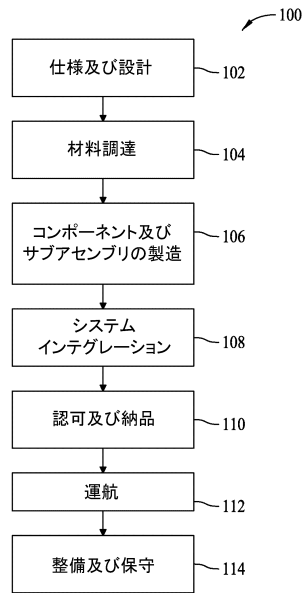 100
仕様及び設計
102
材料調達
104
コンポーネント及び
サブアセンブリの製造
106
システム
インテグレーション
108
認可及び納品
110
運航
112
整備及び保守
114